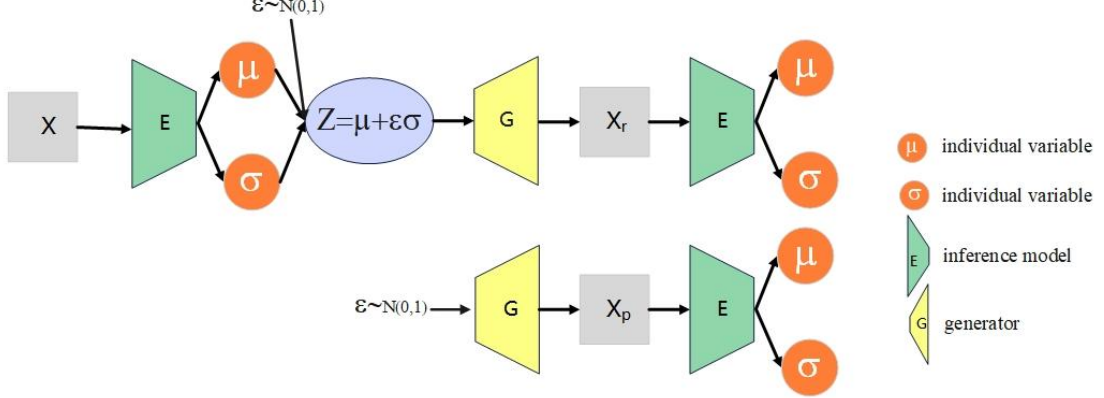 ε~N(0,1)
X
E
μ
σ
Z=μ+εσ
G
Xr
E
μ
σ
ε~N(0,1)
G
Xp
E
μ
σ
μ individual variable
σ individual variable
E inference model
G generator